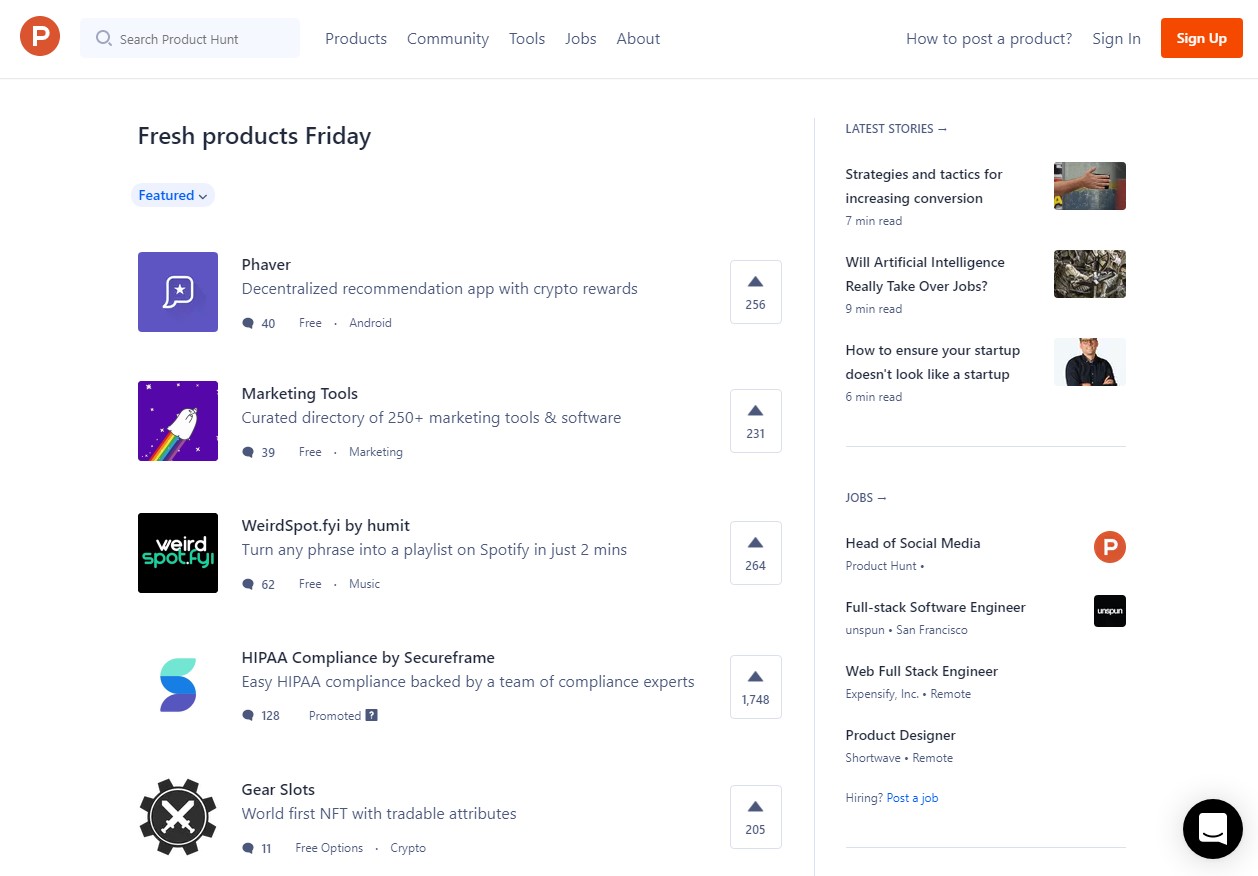 P
Search Product Hunt
Products
Community
Tools
Jobs
About
How to post a product?
Sign In
Sign Up
Fresh products Friday
Featured
Phaver
Decentralized recommendation app with crypto rewards
40 Free · Android
256
Marketing Tools
Curated directory of 250+ marketing tools & software
39 Free · Marketing
231
weird
spot.fyi
WeirdSpot.fyi by humit
Turn any phrase into a playlist on Spotify in just 2 mins
62 Free · Music
264
HIPAA Compliance by Secureframe
Easy HIPAA compliance backed by a team of compliance experts
128 Promoted ?
1,748
Gear Slots
World first NFT with tradable attributes
11 Free Options · Crypto
205
LATEST STORIES →
Strategies and tactics for
increasing conversion
7 min read
Will Artificial Intelligence
Really Take Over Jobs?
9 min read
How to ensure your startup
doesn't look like a startup
6 min read
JOBS →
Head of Social Media
Product Hunt •
P
Full-stack Software Engineer
unspun • San Francisco
unspun
Web Full Stack Engineer
Expensify, Inc. • Remote
Product Designer
Shortwave • Remote
Hiring? Post a job